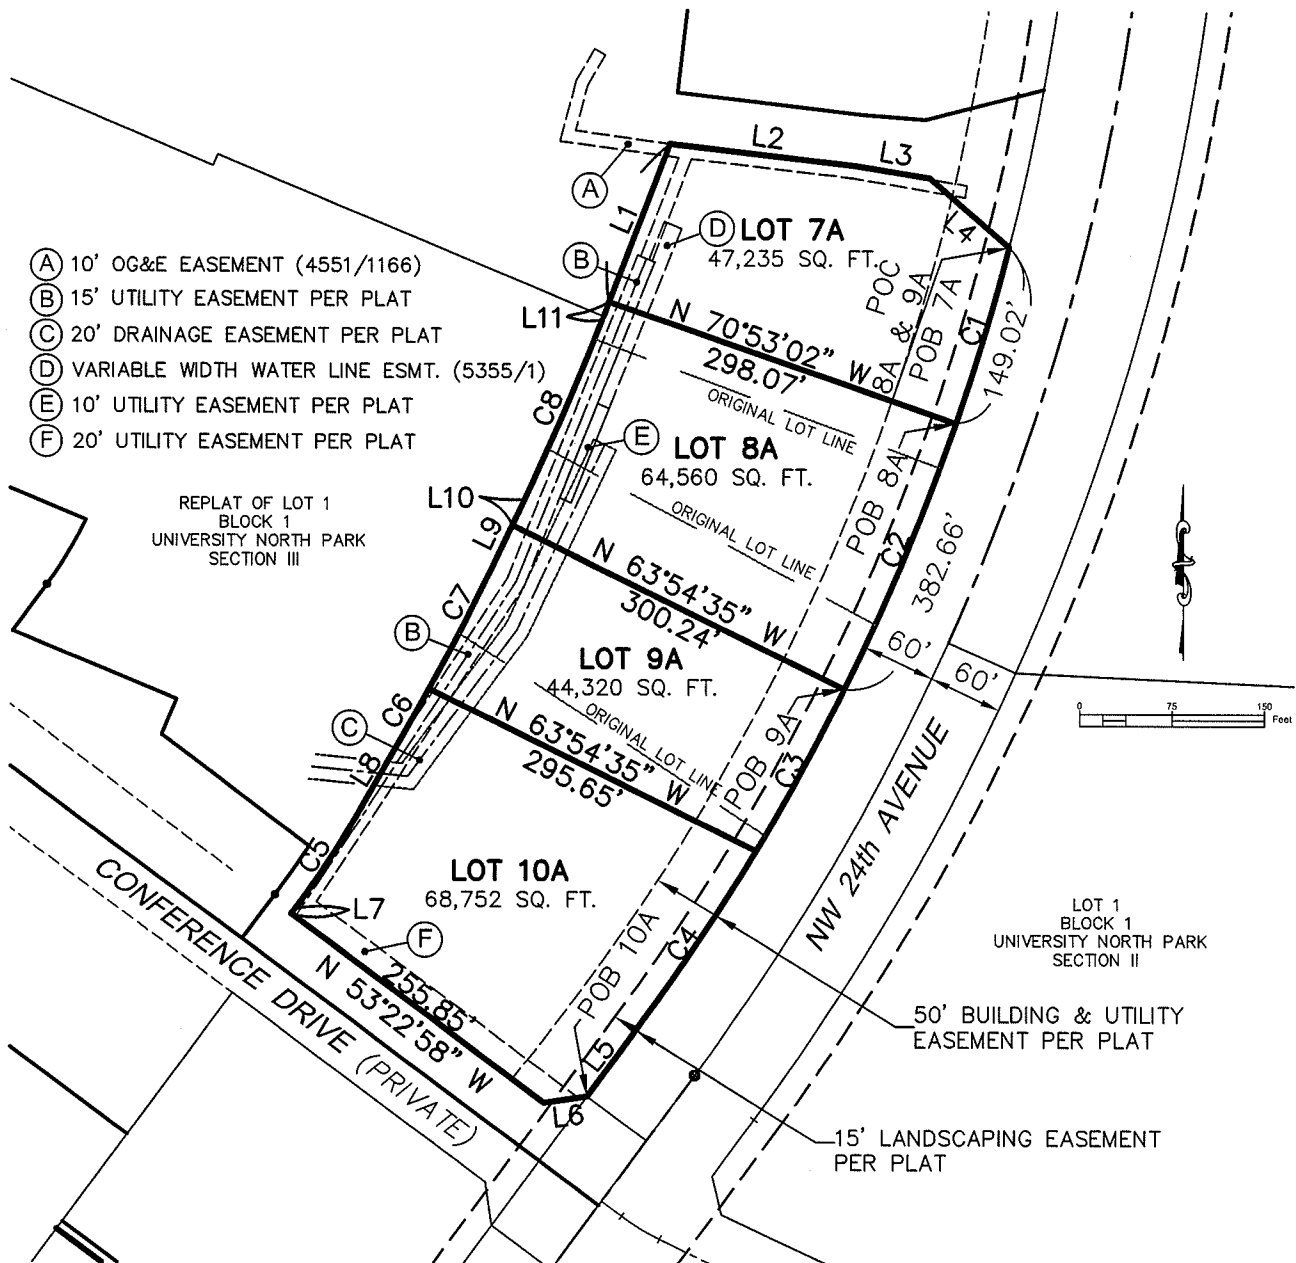 L2
L3
A
L1
L4
D LOT 7A
47,235 SQ. FT.
B
POC
8A & 9A
POB 7A
C1
149.02'
A 10' OG&E EASEMENT (4551/1166)
B 15' UTILITY EASEMENT PER PLAT
C 20' DRAINAGE EASEMENT PER PLAT
D VARIABLE WIDTH WATER LINE ESMT. (5355/1)
E 10' UTILITY EASEMENT PER PLAT
F 20' UTILITY EASEMENT PER PLAT
L11
N 70°53'02" W
298.07'
ORIGINAL LOT LINE
C8
E
LOT 8A
64,560 SQ. FT.
POB 8A
C2
382.66'
L10
L9
ORIGINAL LOT LINE
N 63°54'35" W
300.24'
REPLAT OF LOT 1
BLOCK 1
UNIVERSITY NORTH PARK
SECTION III
C7
B
LOT 9A
44,320 SQ. FT.
60'
60'
0 75 150
Feet
C6
C
L8
N 63°54'35" W
295.65'
ORIGINAL LOT LINE
POB 9A
C3
NW 24th AVENUE
C5
LOT 10A
68,752 SQ. FT.
L7
F
POB 10A
C4
LOT 1
BLOCK 1
UNIVERSITY NORTH PARK
SECTION II
CONFERENCE DRIVE (PRIVATE)
255.85'
N 53°22'58" W
L5
L6
50' BUILDING & UTILITY
EASEMENT PER PLAT
15' LANDSCAPING EASEMENT
PER PLAT